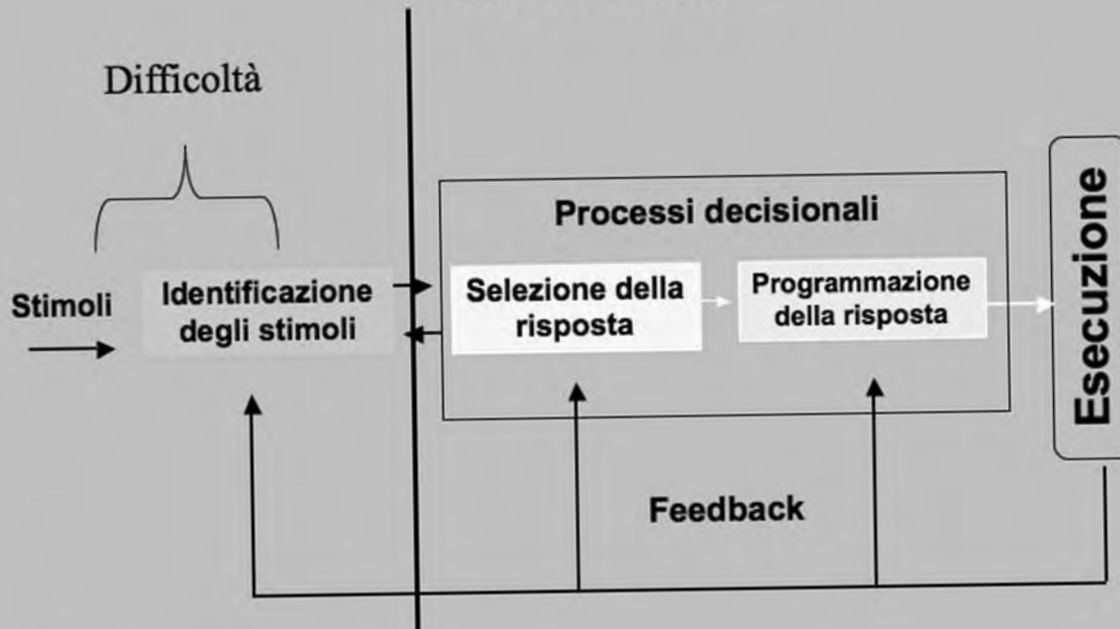 Difficoltà
Processi decisionali
Stimoli
Identificazione
degli stimoli
Selezione della
risposta
Programmazione
della risposta
Esecuzione
Feedback